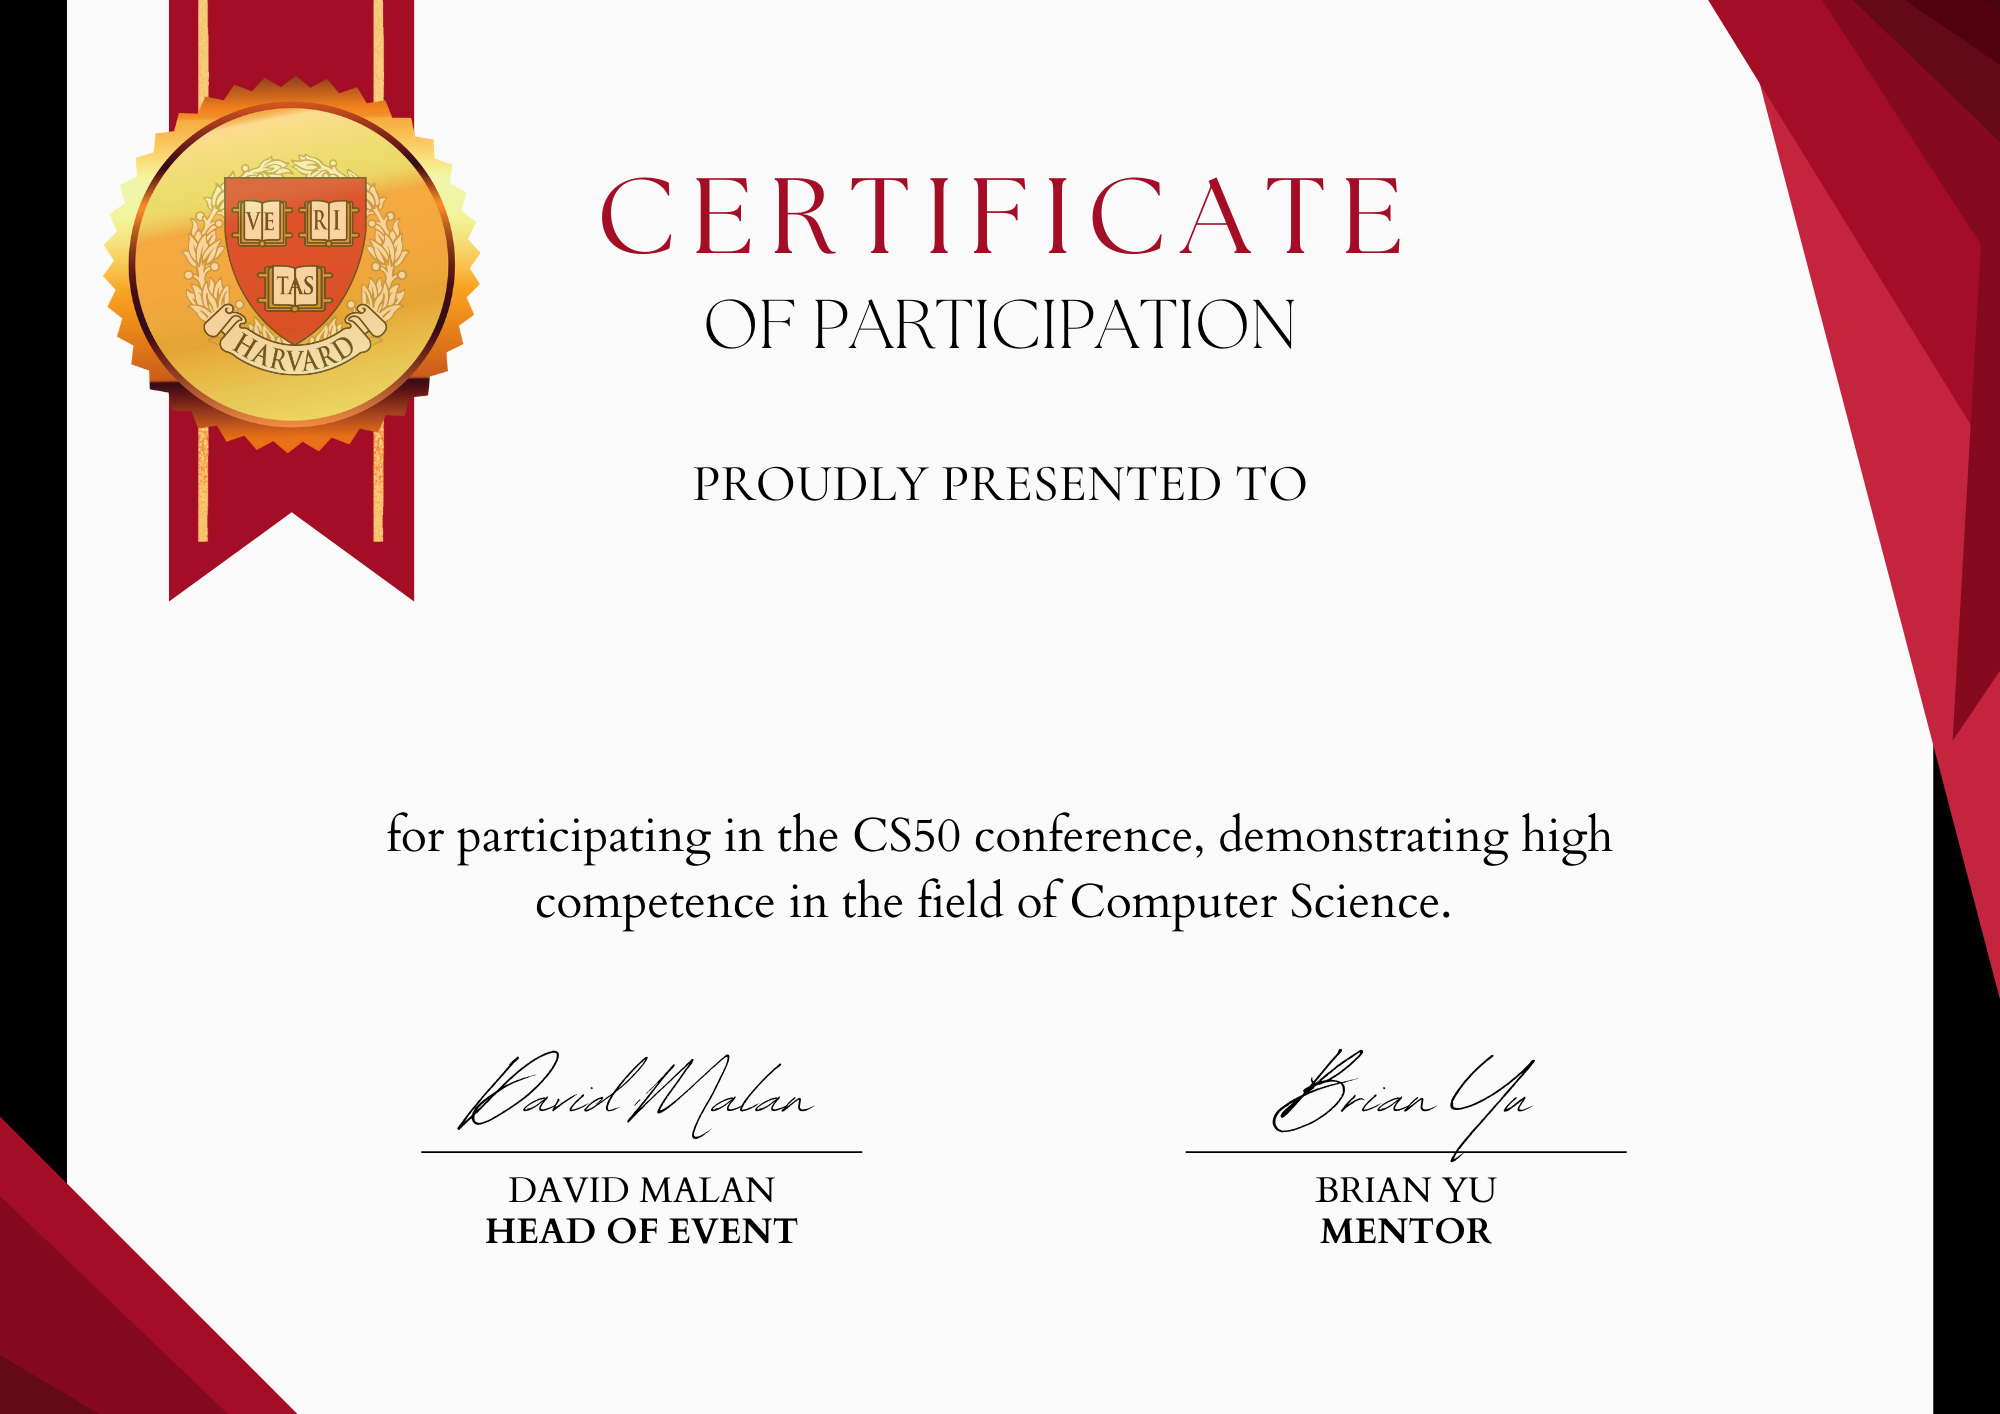 VE RI
TAS
HARVARD
CERTIFICATE
OF PARTICIPATION
PROUDLY PRESENTED TO
for participating in the CS50 conference, demonstrating high
competence in the field of Computer Science.
David Malan
DAVID MALAN
HEAD OF EVENT
Brian Yu
BRIAN YU
MENTOR